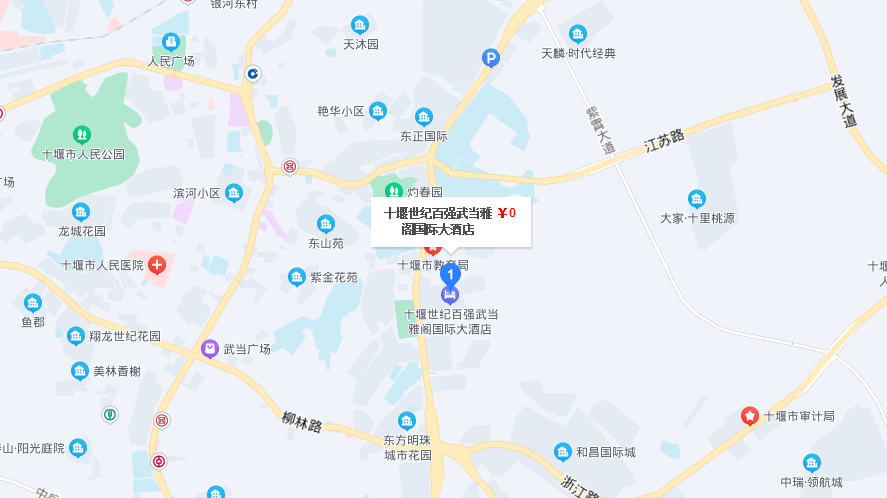 银河东村
天沐园
人民广场
天麟·时代经典
P
发展大道
艳华小区
东正国际
紫霄大道
江苏路
十堰市人民公园
广场
滨河小区
灼春园
大家·十里桃源
十堰世纪百强武当雅 ¥0
阁国际大酒店
龙城花园
东山苑
十堰市人民医院
十堰市教育局
紫金花苑
1
十堰世纪百强武当
雅阁国际大酒店
鱼郡
翔龙世纪花园
武当广场
美林香榭
柳林路
十堰市审计局
东方明珠
城市花园
山·阳光庭院
和昌国际城
浙江路
中瑞·领航城
中岳